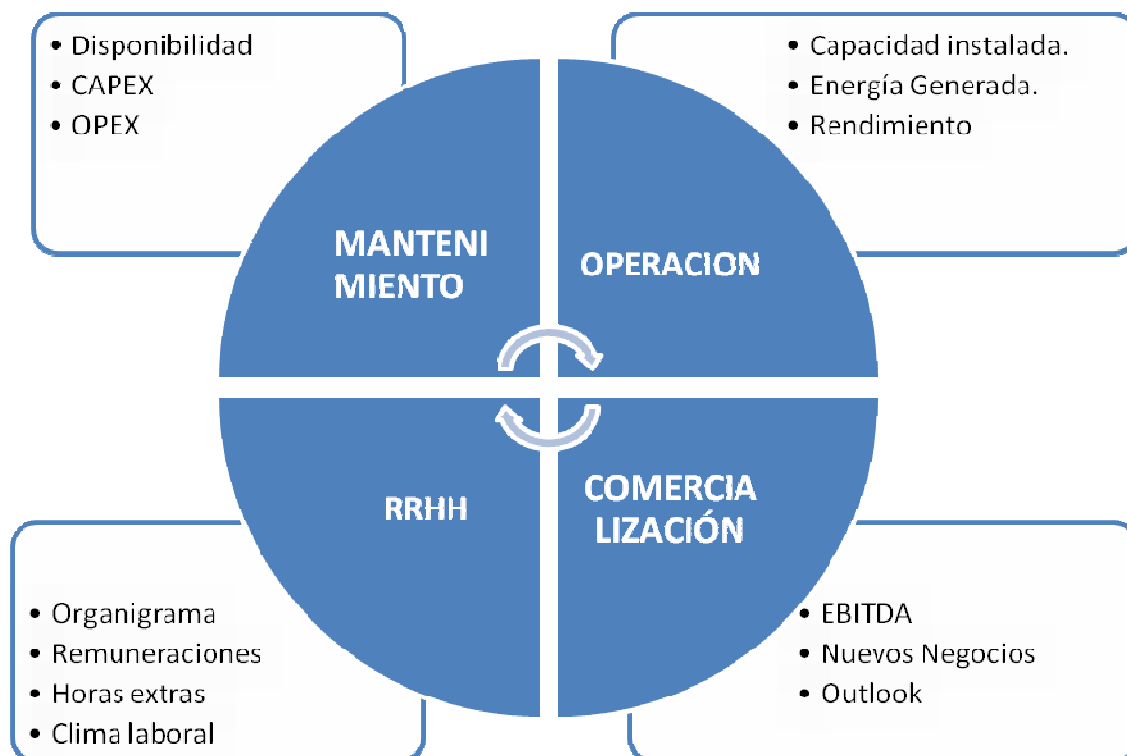 • Disponibilidad
• CAPEX
• OPEX
• Capacidad instalada.
• Energía Generada.
• Rendimiento
MANTENI
MIENTO
OPERACION
RRHH
COMERCIA
LIZACIÓN
• Organigrama
• Remuneraciones
• Horas extras
• Clima laboral
• EBITDA
• Nuevos Negocios
• Outlook